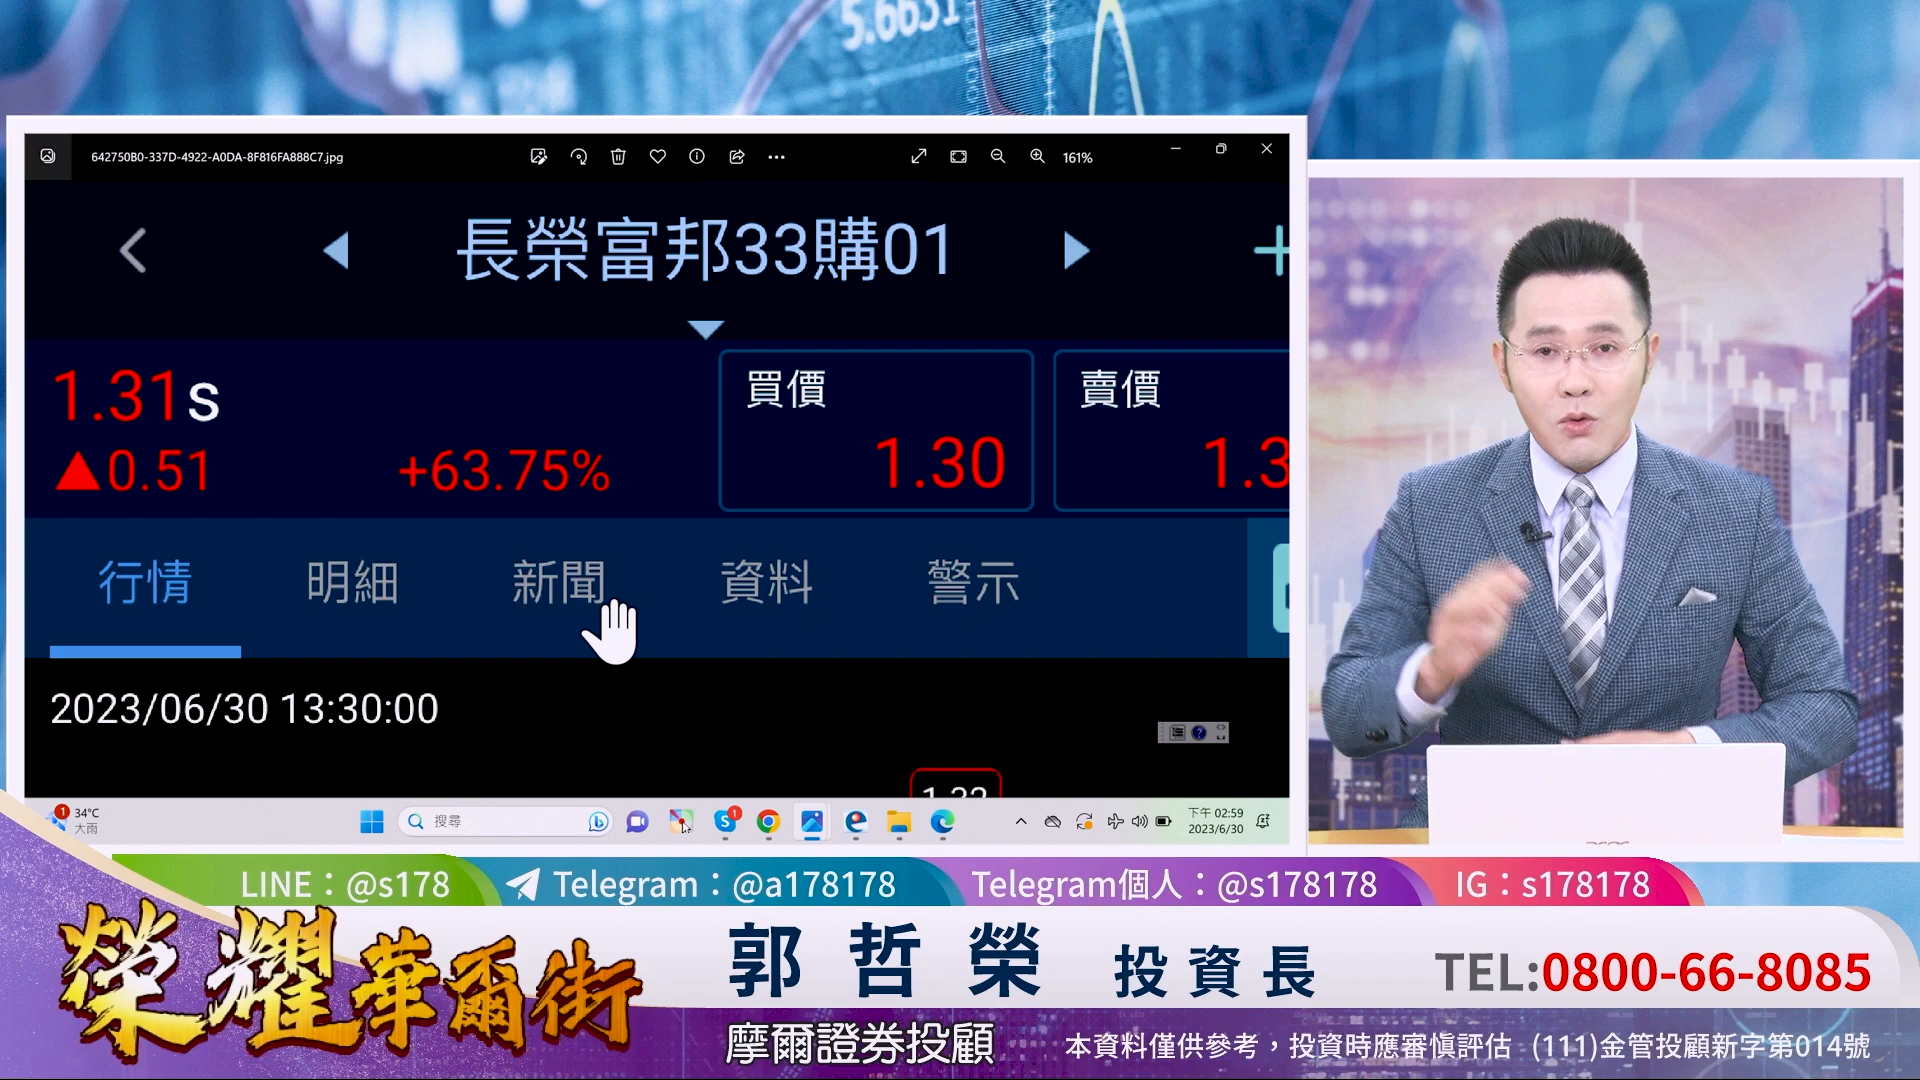 5.6631
642750B0-337D-4922-A0DA-8F816FA888C7.jpg
161%
長榮富邦33購01
1.31s
▲0.51
+63.75%
買價
1.30
賣價
1.3
行情
明細
新聞
資料
警示
2023/06/30 13:30:00
1
34°C
大雨
搜尋
1
下午 02:59
2023/6/30
LINE:@s178
Telegram:@a178178
Telegram個人:@s178178
IG:s178178
榮耀華爾街
郭哲榮 投資長
TEL:0800-66-8085
摩爾證券投顧
本資料僅供參考,投資時應審慎評估 (111)金管投顧新字第014號